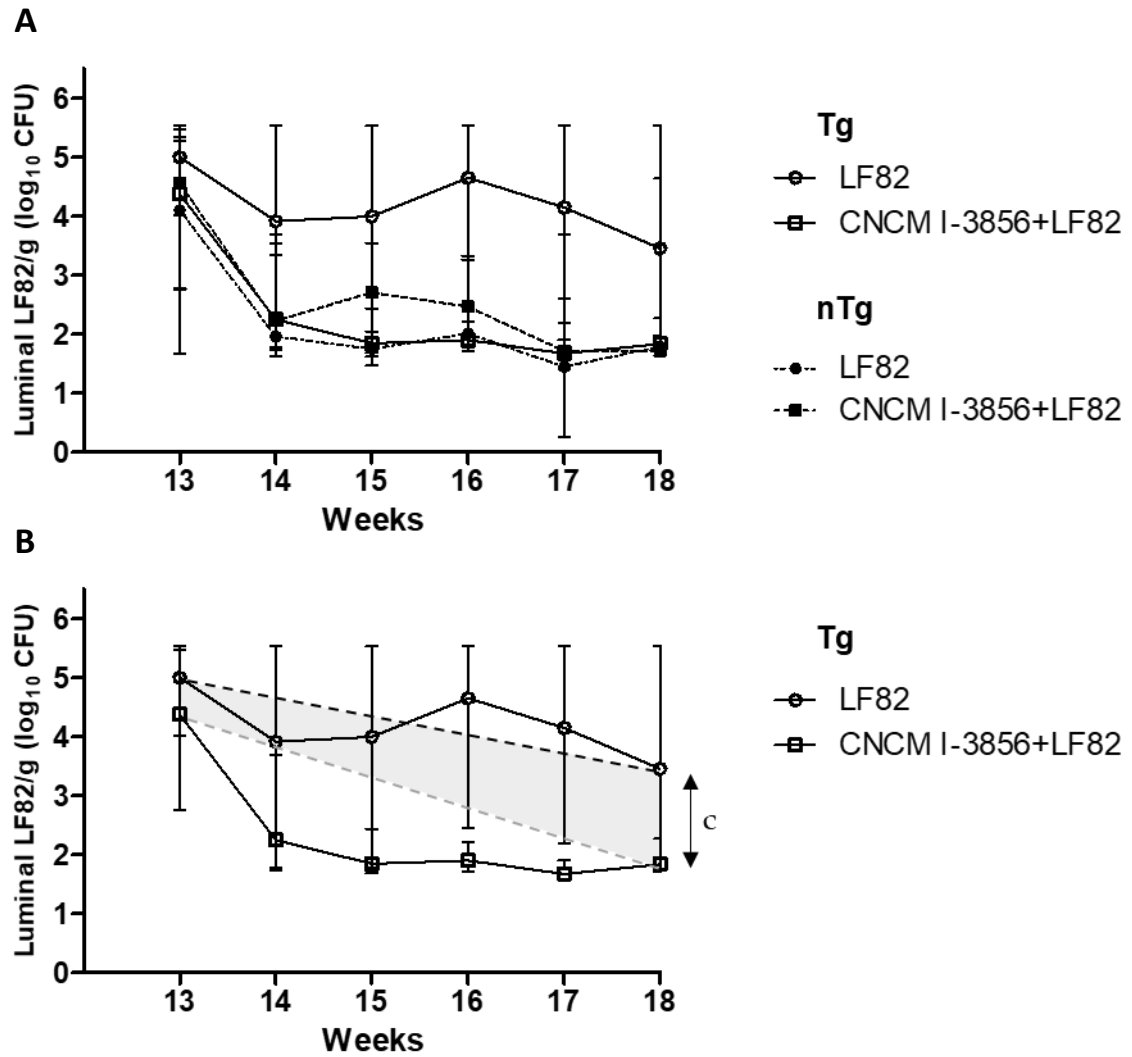 A
Luminal LF82/g (log10 CFU)
6
5
4
3
2
1
0
13 14 15 16 17 18
Weeks
Tg
LF82
CNCM I-3856+LF82
nTg
LF82
CNCM I-3856+LF82
B
Luminal LF82/g (log10 CFU)
6
5
4
3
2
1
0
13 14 15 16 17 18
Weeks
c
Tg
LF82
CNCM I-3856+LF82